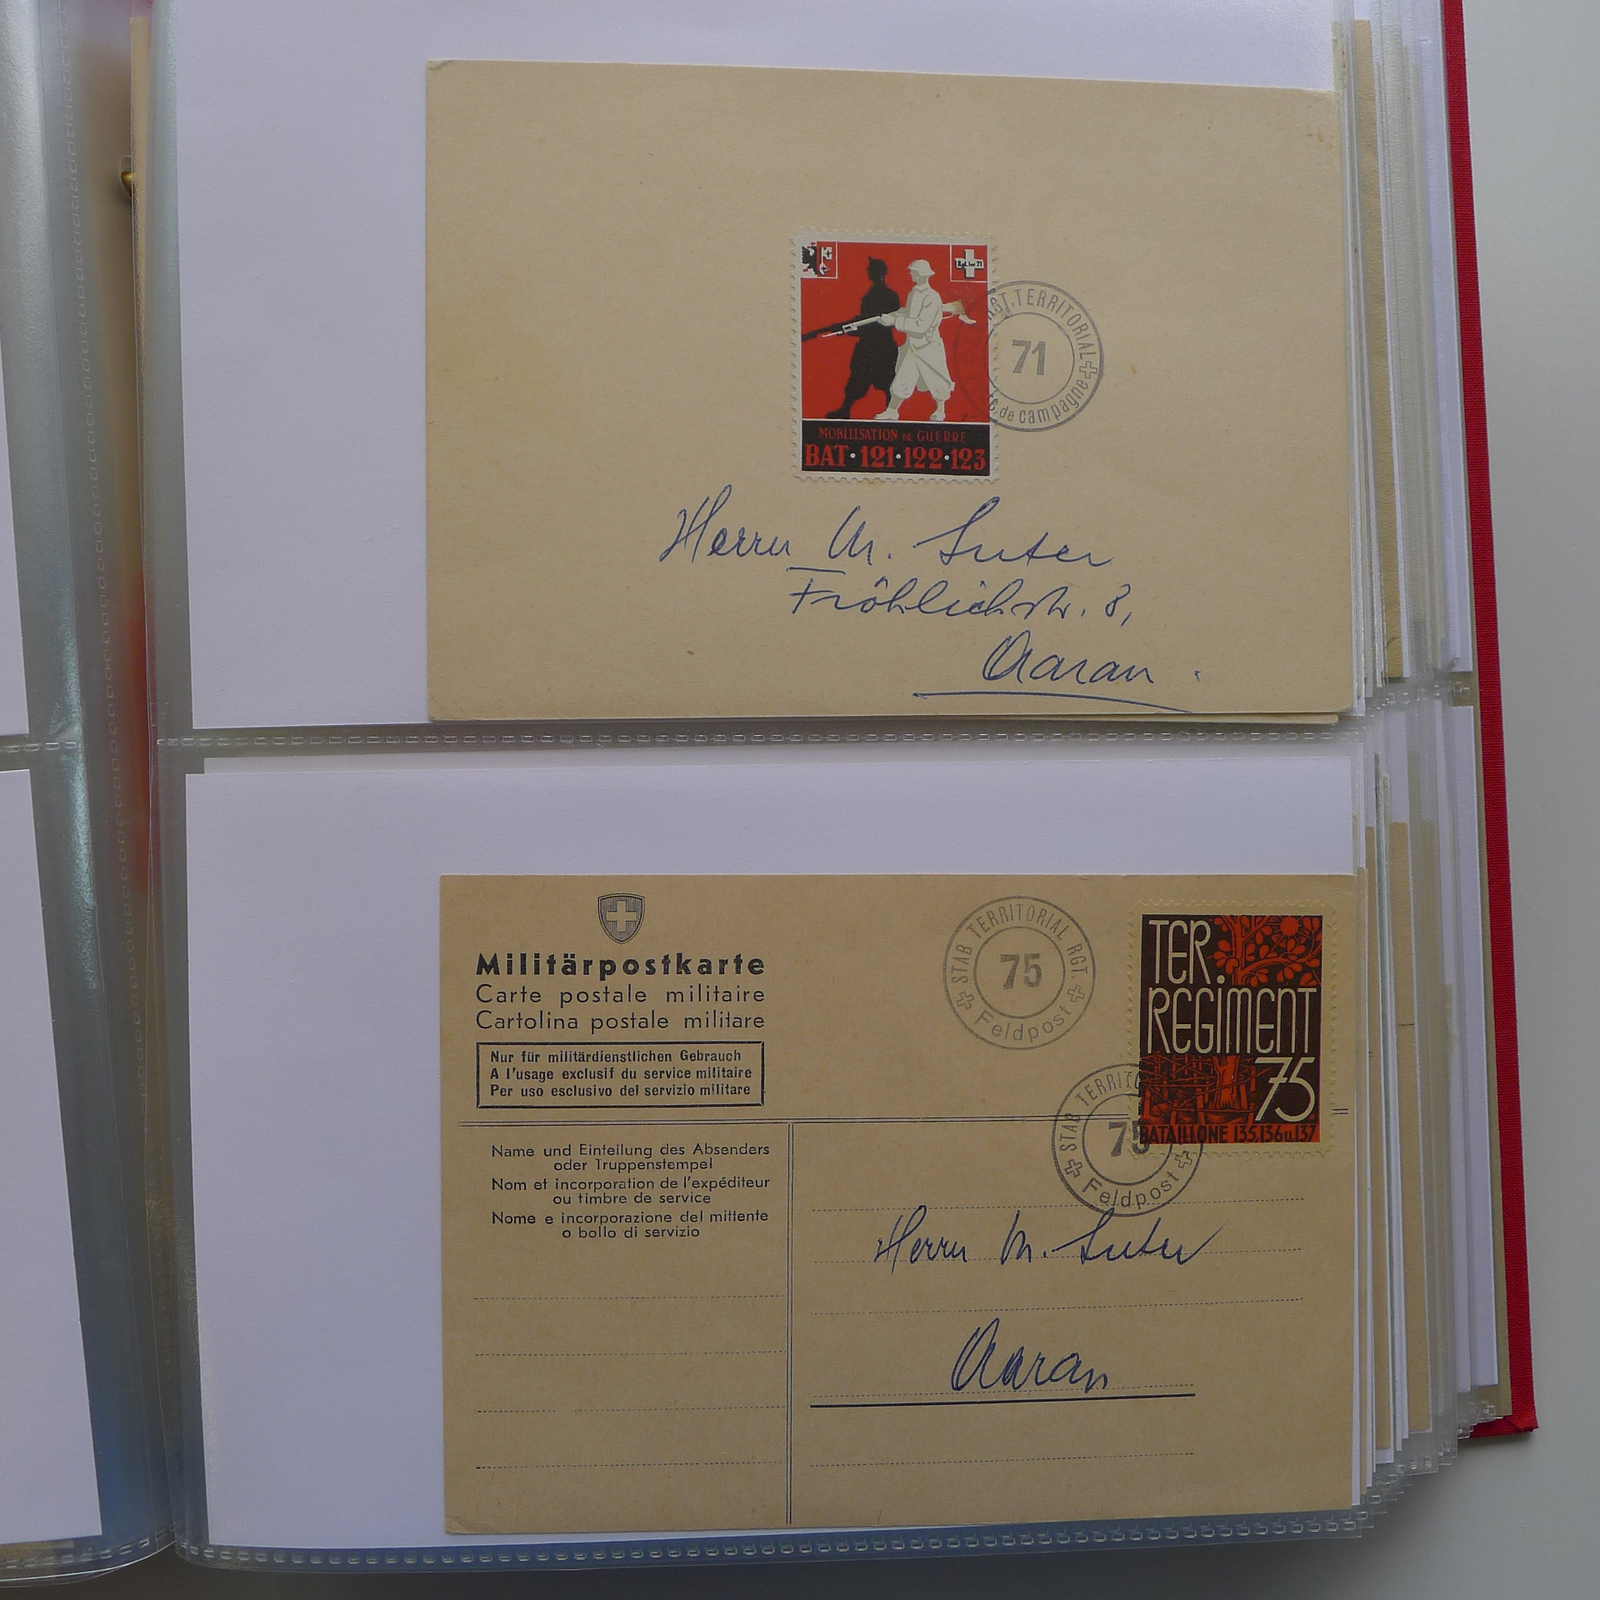 RGT. TERRITORIAL
71
P. de campagne
MOBILISATION DE GUERRE
BAT·121·122·123
Herrn M. Suter
Fröhlichstr. 8,
Aarau.
Militärpostkarte
Carte postale militaire
Cartolina postale militare
Nur für militärdienstlichen Gebrauch
A l'usage exclusif du service militaire
Per uso esclusivo del servizio militare
STAB TERRITORIAL RGT.
75
Feldpost
TER.
REGIMENT
75
BATAILLONE 135,136 u.137
STAB TERRITO
75
Feldpost
Name und Einteilung des Absenders
oder Truppenstempel
Nom et incorporation de l'expéditeur
ou timbre de service
Nome e incorporazione del mittente
o bollo di servizio
Herrn M. Suter
Aarau